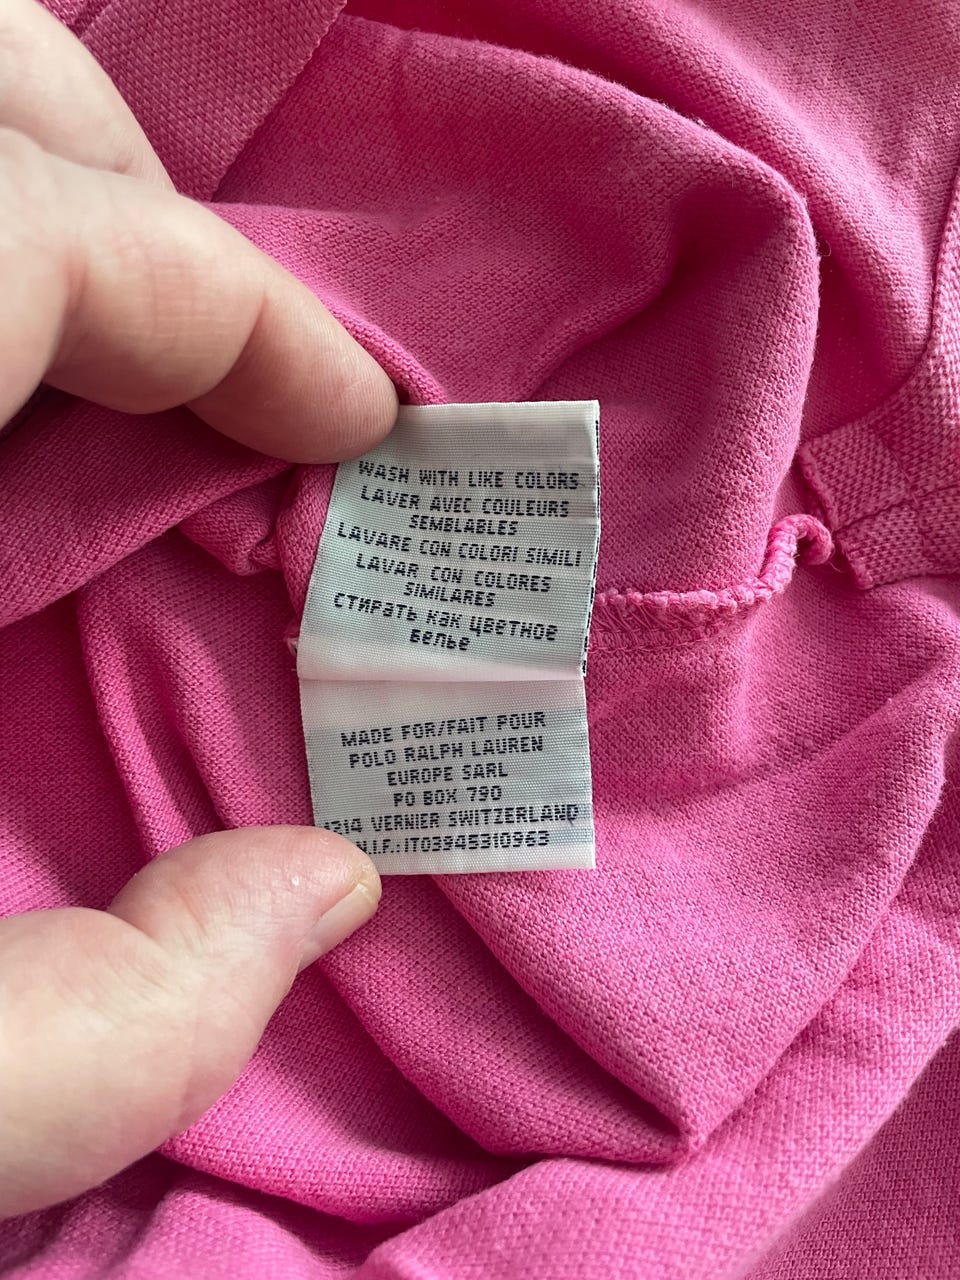 WASH WITH LIKE COLORS
LAVER AVEC COULEURS
SEMBLABLES
LAVARE CON COLORI SIMILI
LAVAR CON COLORES
SIMILARES
СТИРАТЬ КАК ЦВЕТНОЕ
БЕЛЬЕ
MADE FOR/FAIT POUR
POLO RALPH LAUREN
EUROPE SARL
PO BOX 790
VERNIER SWITZERLAND
IT03945310963